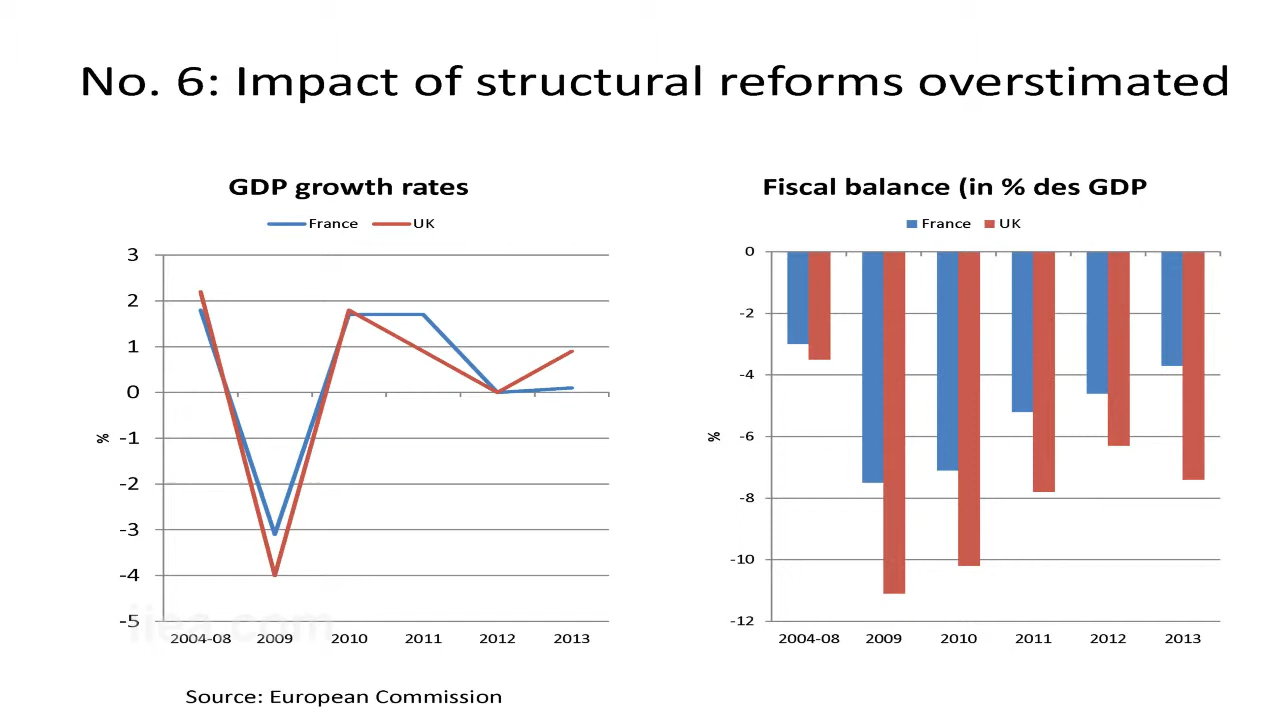 No. 6: Impact of structural reforms overstimated
GDP growth rates
France UK
3
2
1
0
-1
-2
-3
-4
-5
%
2004-08 2009 2010 2011 2012 2013
Fiscal balance (in % des GDP
France UK
0
-2
-4
-6
-8
-10
-12
%
2004-08 2009 2010 2011 2012 2013
iiea.com
Source: European Commission